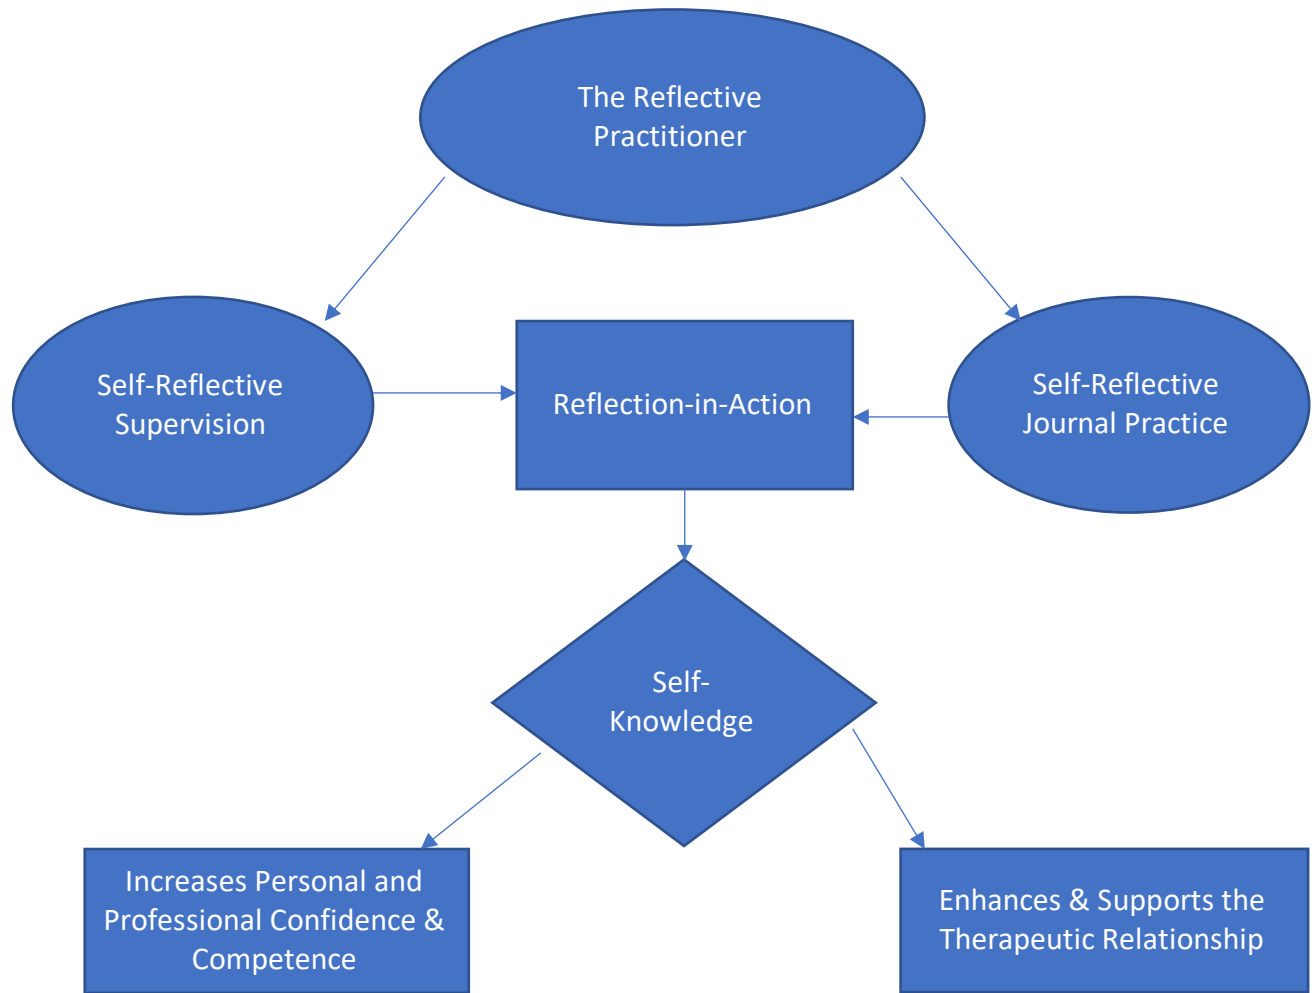 The Reflective
Practitioner
Self-Reflective
Supervision
Reflection-in-Action
Self-Reflective
Journal Practice
Self-
Knowledge
Increases Personal and
Professional Confidence &
Competence
Enhances & Supports the
Therapeutic Relationship